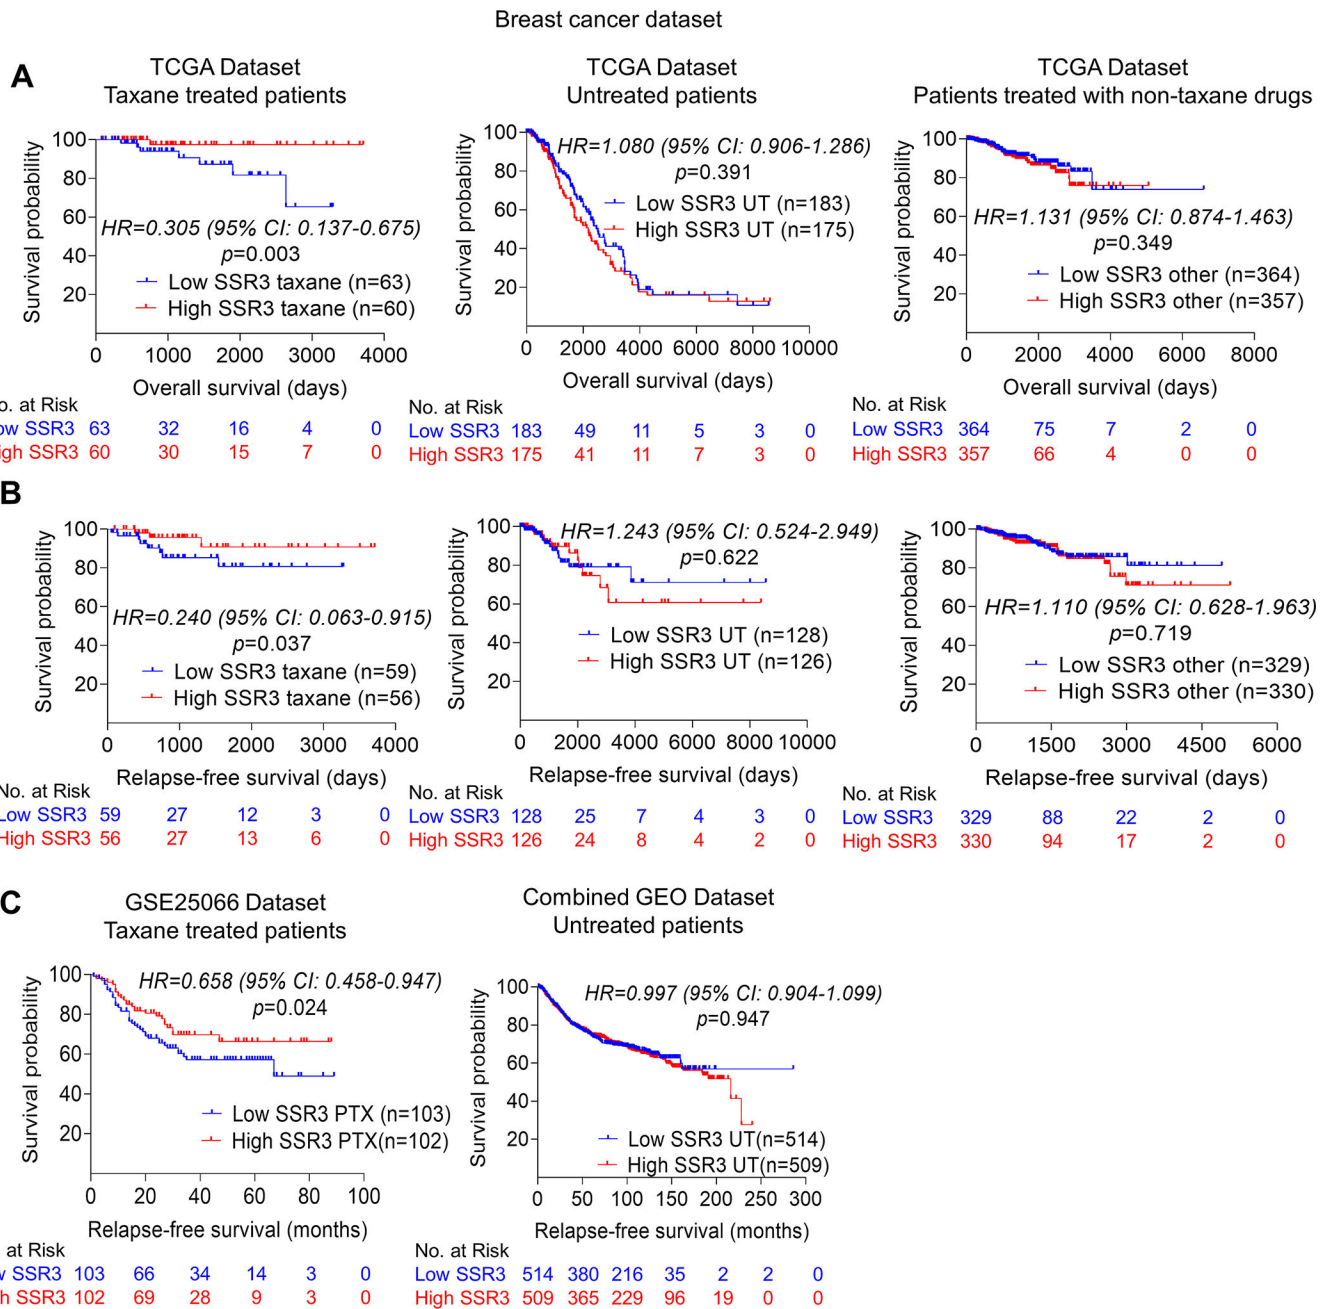 Breast cancer dataset
A
TCGA Dataset
Taxane treated patients
Survival probability
100
80
60
40
20
HR=0.305 (95% CI: 0.137-0.675)
p=0.003
Low SSR3 taxane (n=63)
High SSR3 taxane (n=60)
0 1000 2000 3000 4000
Overall survival (days)
o. at Risk
ow SSR3 63 32 16 4 0
igh SSR3 60 30 15 7 0
TCGA Dataset
Untreated patients
Survival probability
100
80
60
40
20
HR=1.080 (95% CI: 0.906-1.286)
p=0.391
Low SSR3 UT (n=183)
High SSR3 UT (n=175)
0 2000 4000 6000 8000 10000
Overall survival (days)
No. at Risk
Low SSR3 183 49 11 5 3 0
High SSR3 175 41 11 7 3 0
TCGA Dataset
Patients treated with non-taxane drugs
Survival probability
100
80
60
40
20
HR=1.131 (95% CI: 0.874-1.463)
p=0.349
Low SSR3 other (n=364)
High SSR3 other (n=357)
0 2000 4000 6000 8000
Overall survival (days)
No. at Risk
Low SSR3 364 75 7 2 0
High SSR3 357 66 4 0 0
B
Survival probability
100
80
60
40
20
HR=0.240 (95% CI: 0.063-0.915)
p=0.037
Low SSR3 taxane (n=59)
High SSR3 taxane (n=56)
0 1000 2000 3000 4000
Relapse-free survival (days)
No. at Risk
Low SSR3 59 27 12 3 0
High SSR3 56 27 13 6 0
Survival probability
100
80
60
40
20
HR=1.243 (95% CI: 0.524-2.949)
p=0.622
Low SSR3 UT (n=128)
High SSR3 UT (n=126)
0 2000 4000 6000 8000 10000
Relapse-free survival (days)
No. at Risk
Low SSR3 128 25 7 4 3 0
High SSR3 126 24 8 4 2 0
Survival probability
100
80
60
40
20
HR=1.110 (95% CI: 0.628-1.963)
p=0.719
Low SSR3 other (n=329)
High SSR3 other (n=330)
0 1500 3000 4500 6000
Relapse-free survival (days)
No. at Risk
Low SSR3 329 88 22 2 0
High SSR3 330 94 17 2 0
C
GSE25066 Dataset
Taxane treated patients
Survival probability
100
80
60
40
20
HR=0.658 (95% CI: 0.458-0.947)
p=0.024
Low SSR3 PTX (n=103)
High SSR3 PTX(n=102)
0 20 40 60 80 100
Relapse-free survival (months)
. at Risk
w SSR3 103 66 34 14 3 0
h SSR3 102 69 28 9 3 0
Combined GEO Dataset
Untreated patients
Survival probability
100
80
60
40
20
HR=0.997 (95% CI: 0.904-1.099)
p=0.947
Low SSR3 UT(n=514)
High SSR3 UT(n=509)
0 50 100 150 200 250 300
Relapse-free survival (months)
No. at Risk
Low SSR3 514 380 216 35 2 2 0
High SSR3 509 365 229 96 19 0 0